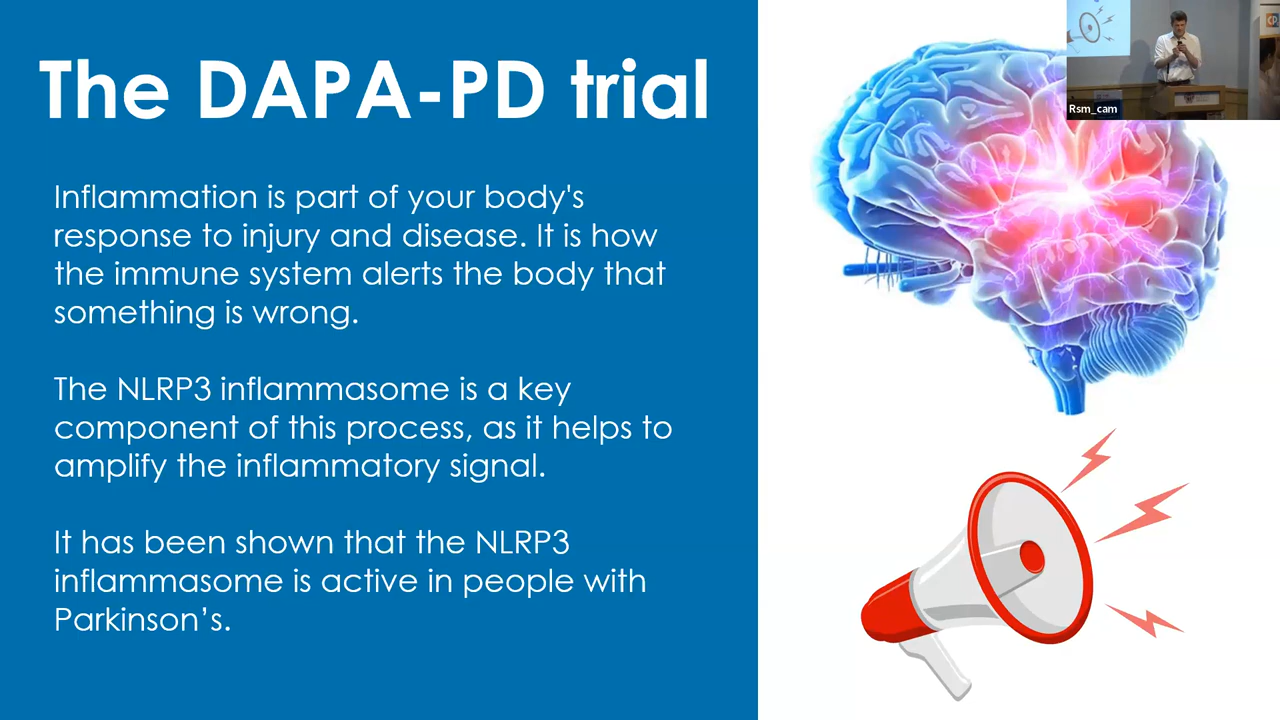 The DAPA-PD trial
Inflammation is part of your body's
response to injury and disease. It is how
the immune system alerts the body that
something is wrong.
The NLRP3 inflammasome is a key
component of this process, as it helps to
amplify the inflammatory signal.
It has been shown that the NLRP3
inflammasome is active in people with
Parkinson’s.
Rsm_cam